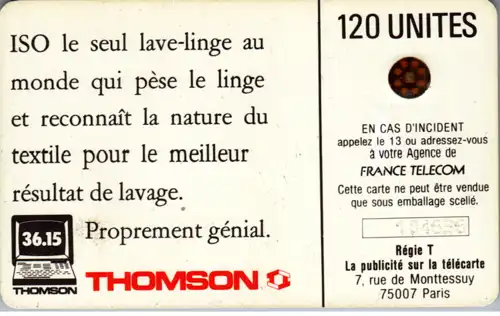 ISO le seul lave-linge au
monde qui pèse le linge
et reconnaît la nature du
textile pour le meilleur
résultat de lavage.
Proprement génial.
36.15
THOMSON
THOMSON
120 UNITES
EN CAS D'INCIDENT
appelez le 13 ou adressez-vous
à votre Agence de
FRANCE TELECOM
Cette carte ne peut être vendue
que sous emballage scellé.
Régie T
La publicité sur la télécarte
7, rue de Monttessuy
75007 Paris